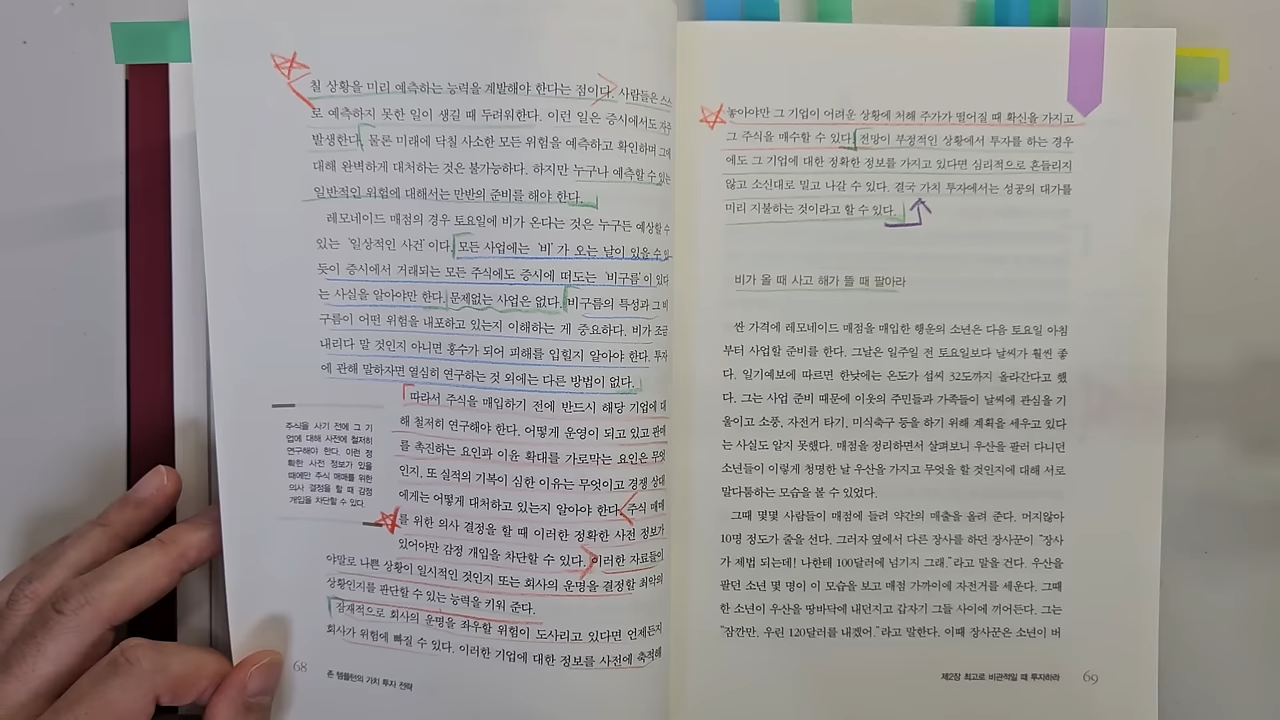 칠 상황을 미리 예측하는 능력을 계발해야 한다는 점이다. 사람들은 스스
로 예측하지 못한 일이 생길 때 두려워한다. 이런 일은 증시에서도 자주
발생한다. 물론 미래에 닥칠 사소한 모든 위험을 예측하고 확인하며 그에
대해 완벽하게 대처하는 것은 불가능하다. 하지만 누구나 예측할 수 있는
일반적인 위험에 대해서는 만반의 준비를 해야 한다.
레모네이드 매점의 경우 토요일에 비가 온다는 것은 누구든 예상할 수
있는 '일상적인 사건'이다. 모든 사업에는 '비'가 오는 날이 있을 수 있
듯이 증시에서 거래되는 모든 주식에도 증시에 떠도는 '비구름'이 있다
는 사실을 알아야만 한다. 문제없는 사업은 없다. 비구름의 특성과 그 비
구름이 어떤 위험을 내포하고 있는지 이해하는 게 중요하다. 비가 조금
내리다 말 것인지 아니면 홍수가 되어 피해를 입힐지 알아야 한다. 투자
에 관해 말하자면 열심히 연구하는 것 외에는 다른 방법이 없다.
따라서 주식을 매입하기 전에 반드시 해당 기업에 대
해 철저히 연구해야 한다. 어떻게 운영이 되고 있고 판매
를 촉진하는 요인과 이윤 확대를 가로막는 요인은 무엇
인지, 또 실적의 기복이 심한 이유는 무엇이고 경쟁 상대
에게는 어떻게 대처하고 있는지 알아야 한다. 주식 매매
를 위한 의사 결정을 할 때 이러한 정확한 사전 정보가
있어야만 감정 개입을 차단할 수 있다. 이러한 자료들이
야말로 나쁜 상황이 일시적인 것인지 또는 회사의 운명을 결정할 최악의
상황인지를 판단할 수 있는 능력을 키워 준다.
잠재적으로 회사의 운명을 좌우할 위험이 도사리고 있다면 언제든지
회사가 위험에 빠질 수 있다. 이러한 기업에 대한 정보를 사전에 축적해
주식을 사기 전에 그 기
업에 대해 사전에 철저히
연구해야 한다. 이런 정
확한 사전 정보가 있을
때에만 주식 매매를 위한
의사 결정을 할 때 감정
개입을 차단할 수 있다.
68
존 템플턴의 가치 투자 전략
놓아야만 그 기업이 어려운 상황에 처해 주가가 떨어질 때 확신을 가지고
그 주식을 매수할 수 있다. 전망이 부정적인 상황에서 투자를 하는 경우
에도 그 기업에 대한 정확한 정보를 가지고 있다면 심리적으로 흔들리지
않고 소신대로 밀고 나갈 수 있다. 결국 가치 투자에서는 성공의 대가를
미리 지불하는 것이라고 할 수 있다.
비가 올 때 사고 해가 뜰 때 팔아라
싼 가격에 레모네이드 매점을 매입한 행운의 소년은 다음 토요일 아침
부터 사업할 준비를 한다. 그날은 일주일 전 토요일보다 날씨가 훨씬 좋
다. 일기예보에 따르면 한낮에는 온도가 섭씨 32도까지 올라간다고 했
다. 그는 사업 준비 때문에 이웃의 주민들과 가족들이 날씨에 관심을 기
울이고 소풍, 자전거 타기, 미식축구 등을 하기 위해 계획을 세우고 있다
는 사실도 알지 못했다. 매점을 정리하면서 살펴보니 우산을 팔러 다니던
소년들이 이렇게 청명한 날 우산을 가지고 무엇을 할 것인지에 대해 서로
말다툼하는 모습을 볼 수 있었다.
그때 몇몇 사람들이 매점에 들려 약간의 매출을 올려 준다. 머지않아
10명 정도가 줄을 선다. 그러자 옆에서 다른 장사를 하던 장사꾼이 "장사
가 제법 되는데! 나한테 100달러에 넘기지 그래."라고 말을 건다. 우산을
팔던 소년 몇 명이 이 모습을 보고 매점 가까이에 자전거를 세운다. 그때
한 소년이 우산을 땅바닥에 내던지고 갑자기 그들 사이에 끼어든다. 그는
"잠깐만, 우린 120달러를 내겠어."라고 말한다. 이때 장사꾼은 소년이 버
제2장 최고로 비관적일 때 투자하라
69